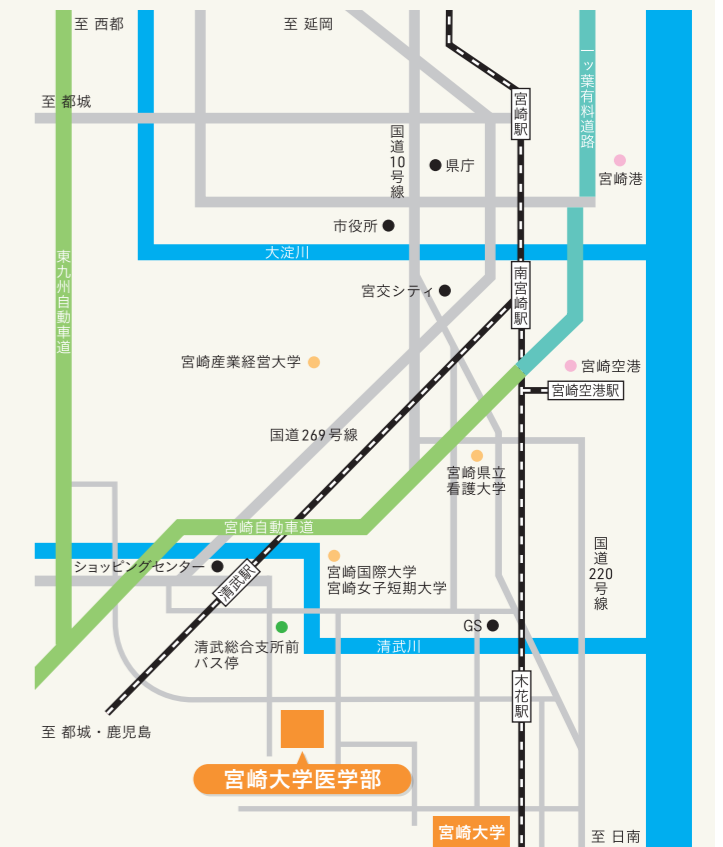 至 西都
至 延岡
至 都城
宮崎駅
一ッ葉有料道路
国道10号線
県庁
宮崎港
市役所
大淀川
東九州自動車道
南宮崎駅
宮交シティ
宮崎産業経営大学
宮崎空港
宮崎空港駅
国道269号線
宮崎県立
看護大学
宮崎自動車道
国道220号線
ショッピングセンター
清武駅
宮崎国際大学
宮崎女子短期大学
GS
清武総合支所前
バス停
清武川
木花駅
至 都城・鹿児島
宮崎大学医学部
宮崎大学
至 日南